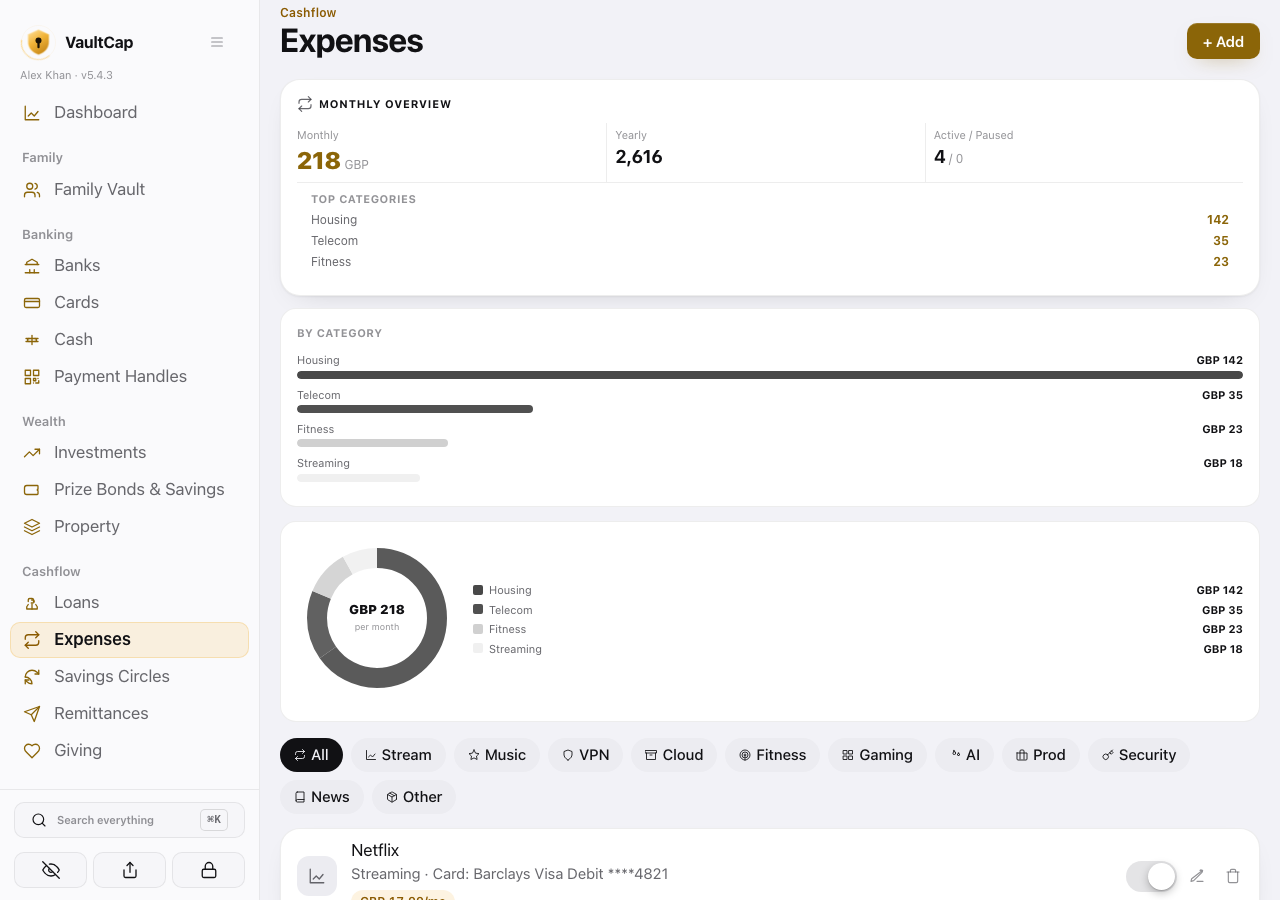 VaultCap
Alex Khan · v5.4.3
Dashboard
Family
Family Vault
Banking
Banks
Cards
Cash
Payment Handles
Wealth
Investments
Prize Bonds & Savings
Property
Cashflow
Loans
Expenses
Savings Circles
Remittances
Giving
Search everything ⌘K
Cashflow
Expenses
+ Add
MONTHLY OVERVIEW
Monthly
218 GBP
Yearly
2,616
Active / Paused
4 / 0
TOP CATEGORIES
Housing 142
Telecom 35
Fitness 23
BY CATEGORY
Housing GBP 142
Telecom GBP 35
Fitness GBP 23
Streaming GBP 18
GBP 218
per month
Housing GBP 142
Telecom GBP 35
Fitness GBP 23
Streaming GBP 18
All Stream Music VPN Cloud Fitness Gaming AI Prod Security
News Other
Netflix
Streaming · Card: Barclays Visa Debit ****4821
GBP 17.99/mo